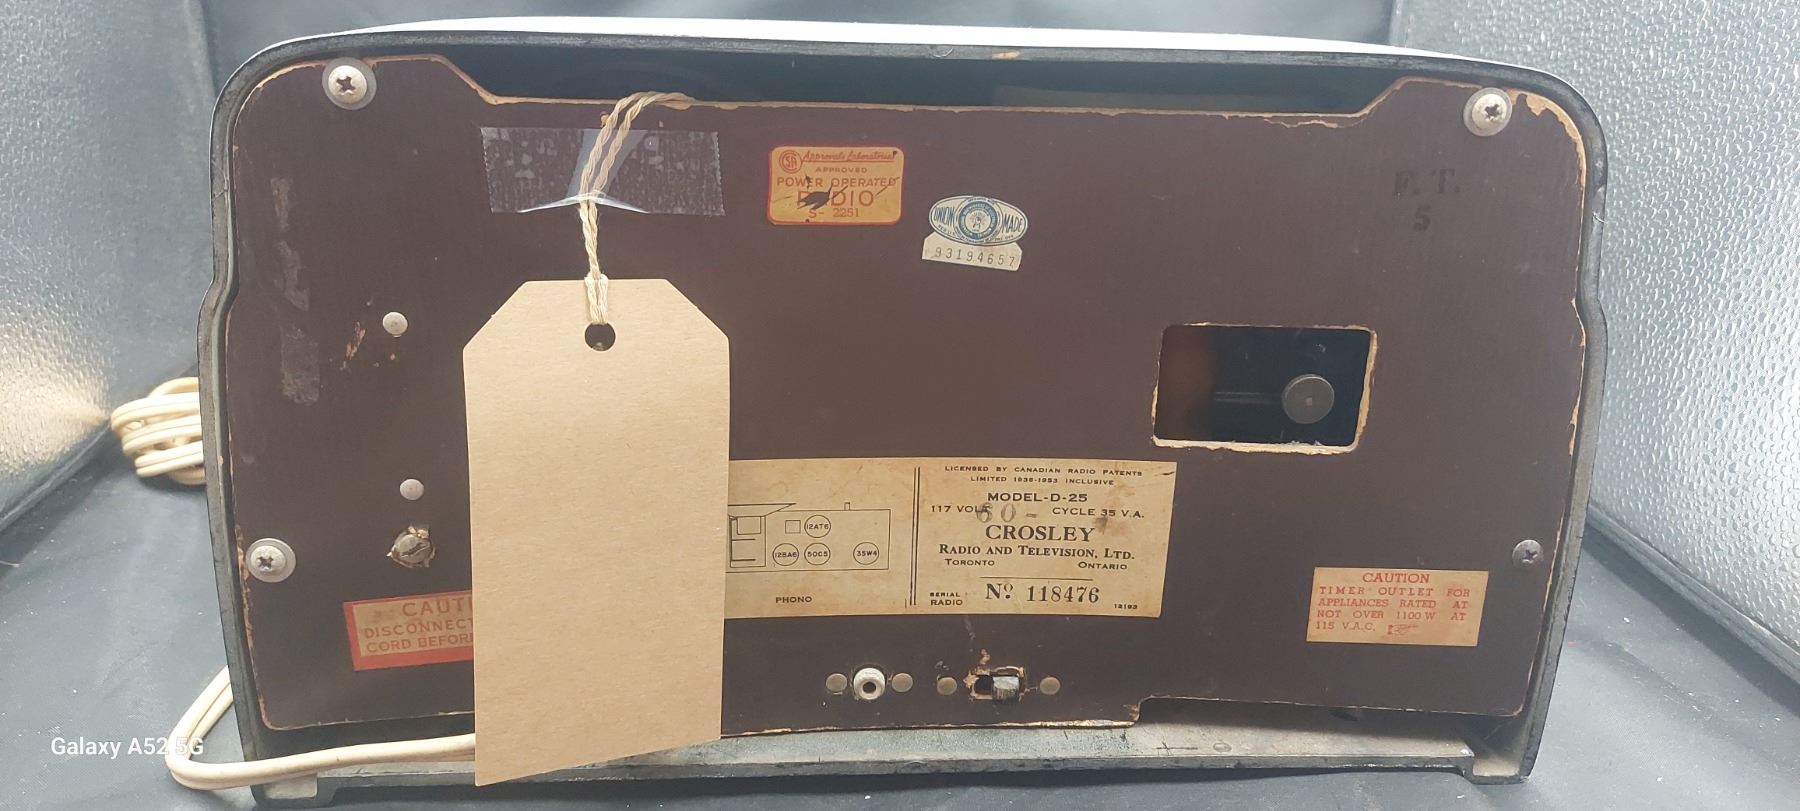 CSA Approvals Laboratories
APPROVED
POWER OPERATED
RADIO
S- 2251
UNION MADE
93194657
F. T.
5
LICENSED BY CANADIAN RADIO PATENTS
LIMITED 1936-1953 INCLUSIVE
MODEL-D-25
117 VOLT 60- CYCLE 35 V.A.
CROSLEY
RADIO AND TELEVISION, LTD.
TORONTO ONTARIO
SERIAL
RADIO Nº 118476
12193
12AT6
12BA6 50C5 35W4
PHONO
CAUTI
DISCONNECT
CORD BEFOR
CAUTION
TIMER OUTLET FOR
APPLIANCES RATED AT
NOT OVER 1100 W AT
115 V.A.C.
Galaxy A52 5G